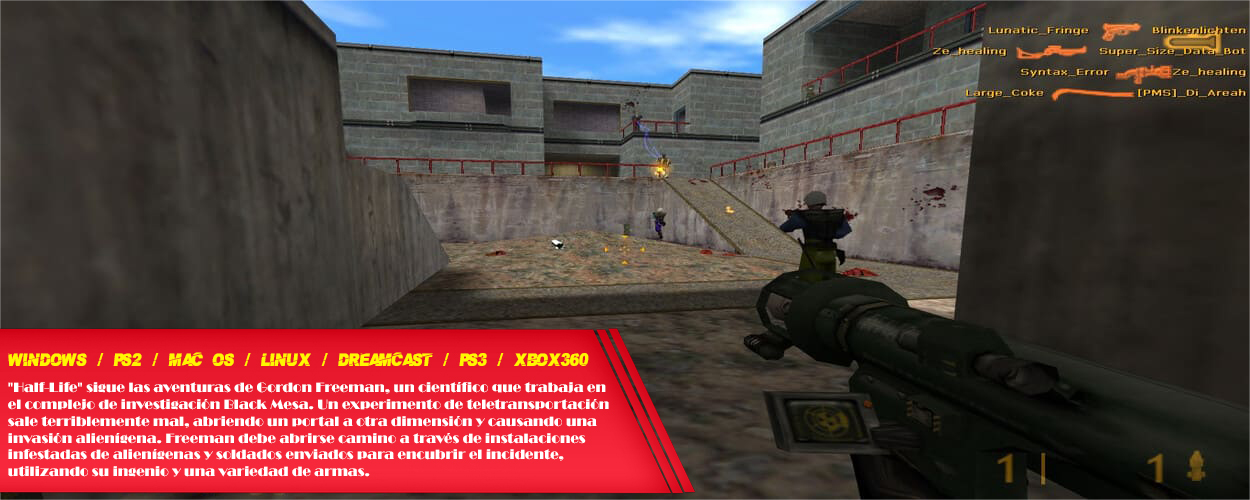 Lunatic_Fringe Blinkenlichten
Ze_healing Super_Size_Data_Bot
Syntax_Error Ze_healing
Large_Coke [PMS]_Di_Areah
WINDOWS / PS2 / MAC OS / LINUX / DREAMCAST / PS3 / XBOX360
"Half-Life" sigue las aventuras de Gordon Freeman, un científico que trabaja en
el complejo de investigación Black Mesa. Un experimento de teletransportación
sale terriblemente mal, abriendo un portal a otra dimensión y causando una
invasión alienígena. Freeman debe abrirse camino a través de instalaciones
infestadas de alienígenas y soldados enviados para encubrir el incidente,
utilizando su ingenio y una variedad de armas.
1 | 1